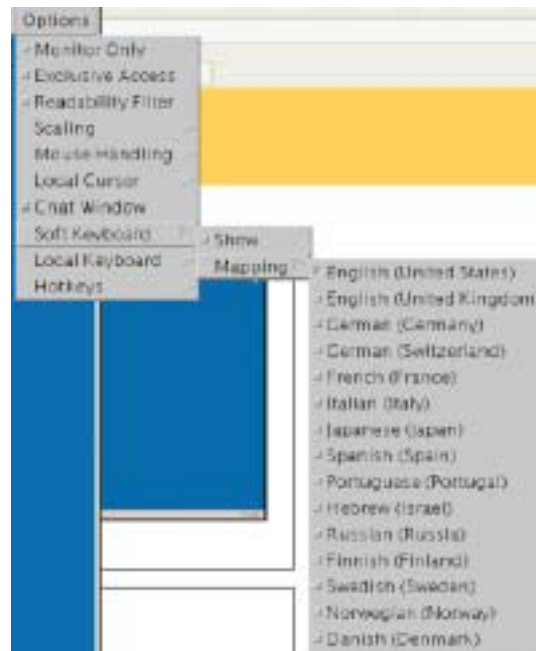 Options
Monitor Only
Exclusive Access
Readability Filter
Scaling
Mouse Handling
Local Cursor
Chat Window
Soft Keyboard
Local Keyboard
Hotkeys
Show
Mapping
English (United States)
English (United Kingdom
German (Germany)
German (Switzerland)
French (France)
Italian (Italy)
Japanese (Japan)
Spanish (Spain)
Portuguese (Portugal)
Hebrew (Israel)
Russian (Russia)
Finnish (Finland)
Swedish (Sweden)
Norwegian (Norway)
Danish (Denmark)